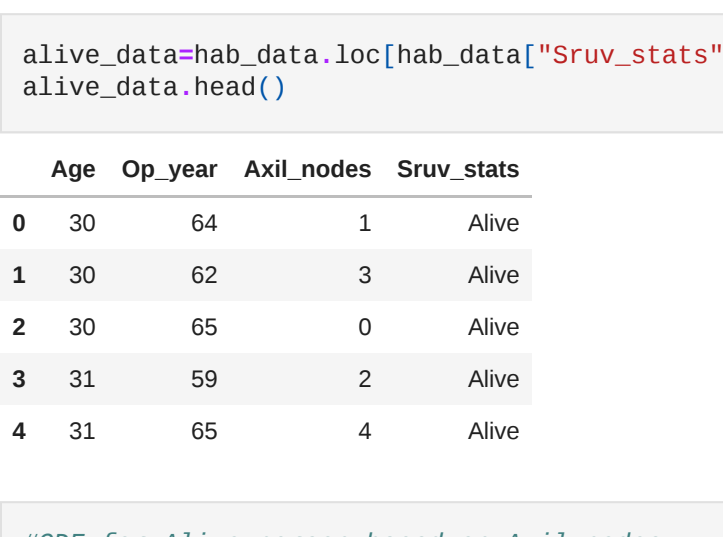 alive_data=hab_data.loc[hab_data["Sruv_stats"
alive_data.head()
Age Op_year Axil_nodes Sruv_stats
0 30 64 1 Alive
1 30 62 3 Alive
2 30 65 0 Alive
3 31 59 2 Alive
4 31 65 4 Alive